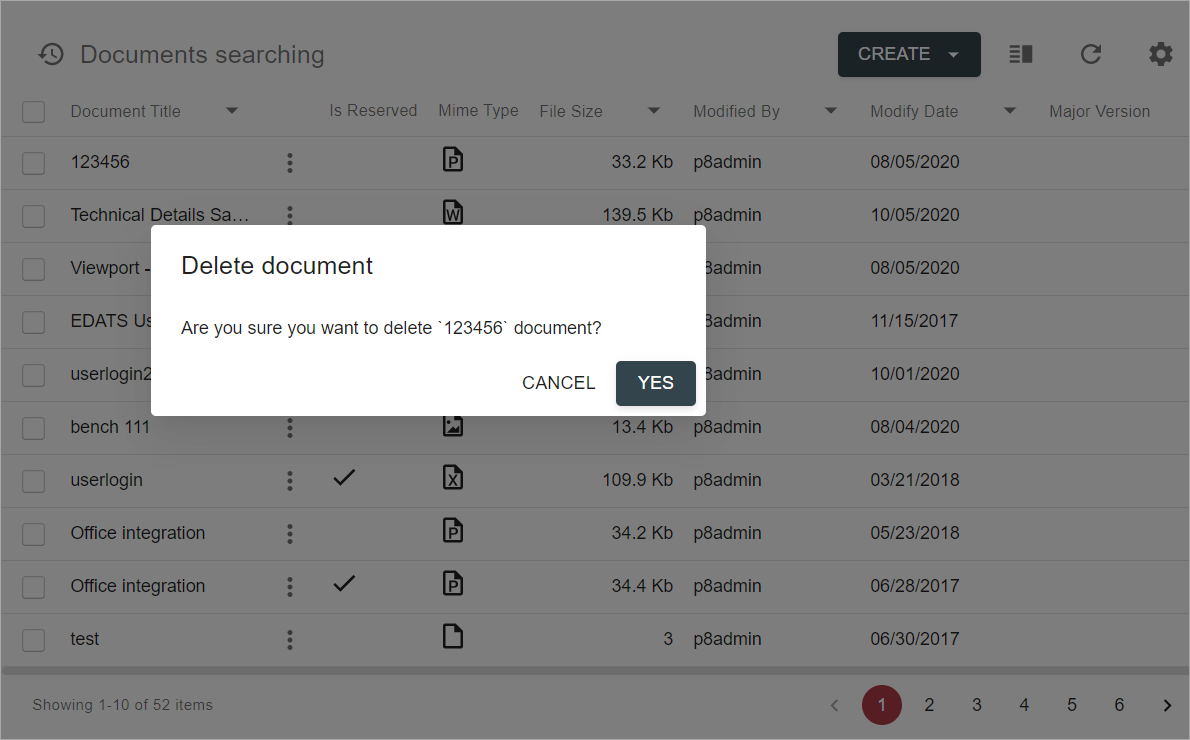 Documents searching CREATE
Document Title Is Reserved Mime Type File Size Modified By Modify Date Major Version
123456 P 33.2 Kb p8admin 08/05/2020
Technical Details Sa… W 139.5 Kb p8admin 10/05/2020
Viewport - 8admin 08/05/2020
EDATS Us 8admin 11/15/2017
userlogin2 8admin 10/01/2020
Delete document
Are you sure you want to delete `123456` document?
CANCEL YES
bench 111 13.4 Kb p8admin 08/04/2020
userlogin X 109.9 Kb p8admin 03/21/2018
Office integration P 34.2 Kb p8admin 05/23/2018
Office integration P 34.4 Kb p8admin 06/28/2017
test 3 p8admin 06/30/2017
Showing 1-10 of 52 items 1 2 3 4 5 6